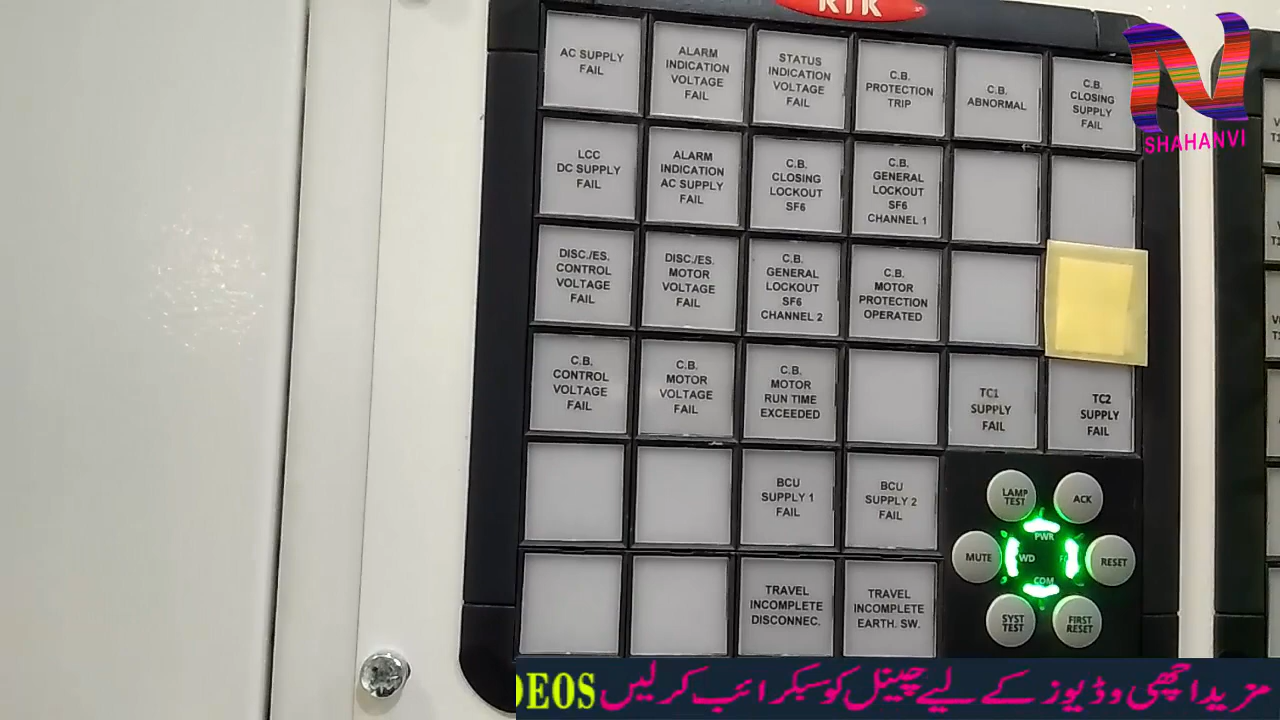 RTK
AC SUPPLY
FAIL
ALARM
INDICATION
VOLTAGE
FAIL
STATUS
INDICATION
VOLTAGE
FAIL
C.B.
PROTECTION
TRIP
C.B.
ABNORMAL
C.B.
CLOSING
SUPPLY
FAIL
SHAHANVI
LCC
DC SUPPLY
FAIL
ALARM
INDICATION
AC SUPPLY
FAIL
C.B.
CLOSING
LOCKOUT
SF6
C.B.
GENERAL
LOCKOUT
SF6
CHANNEL 1
DISC./ES.
CONTROL
VOLTAGE
FAIL
DISC./ES.
MOTOR
VOLTAGE
FAIL
C.B.
GENERAL
LOCKOUT
SF6
CHANNEL 2
C.B.
MOTOR
PROTECTION
OPERATED
C.B.
CONTROL
VOLTAGE
FAIL
C.B.
MOTOR
VOLTAGE
FAIL
C.B.
MOTOR
RUN TIME
EXCEEDED
TC1
SUPPLY
FAIL
TC2
SUPPLY
FAIL
BCU
SUPPLY 1
FAIL
BCU
SUPPLY 2
FAIL
LAMP
TEST
ACK
PWR
MUTE
WD
RESET
COM
SYST
TEST
FIRST
RESET
TRAVEL
INCOMPLETE
DISCONNEC.
TRAVEL
INCOMPLETE
EARTH. SW.
DEOS مزید اچھی وڈیوز کے لیے چینل کو سبکرائب کر لیں